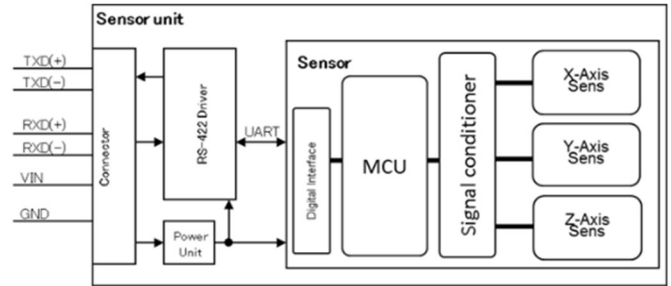 Sensor unit
TXD(+)
TXD(−)
RXD(+)
RXD(−)
VIN
GND
Connector
RS-422 Driver
UART
Power
Unit
Sensor
Digital Interface
MCU
Signal conditioner
X-Axis
Sens
Y-Axis
Sens
Z-Axis
Sens